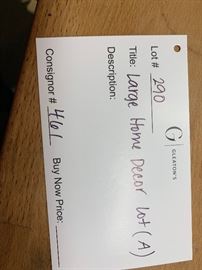 G
GLEATON'S
Lot # 290
Title: Large Home Decor lot (A)
Description:
Consignor # 461 Buy Now Price: